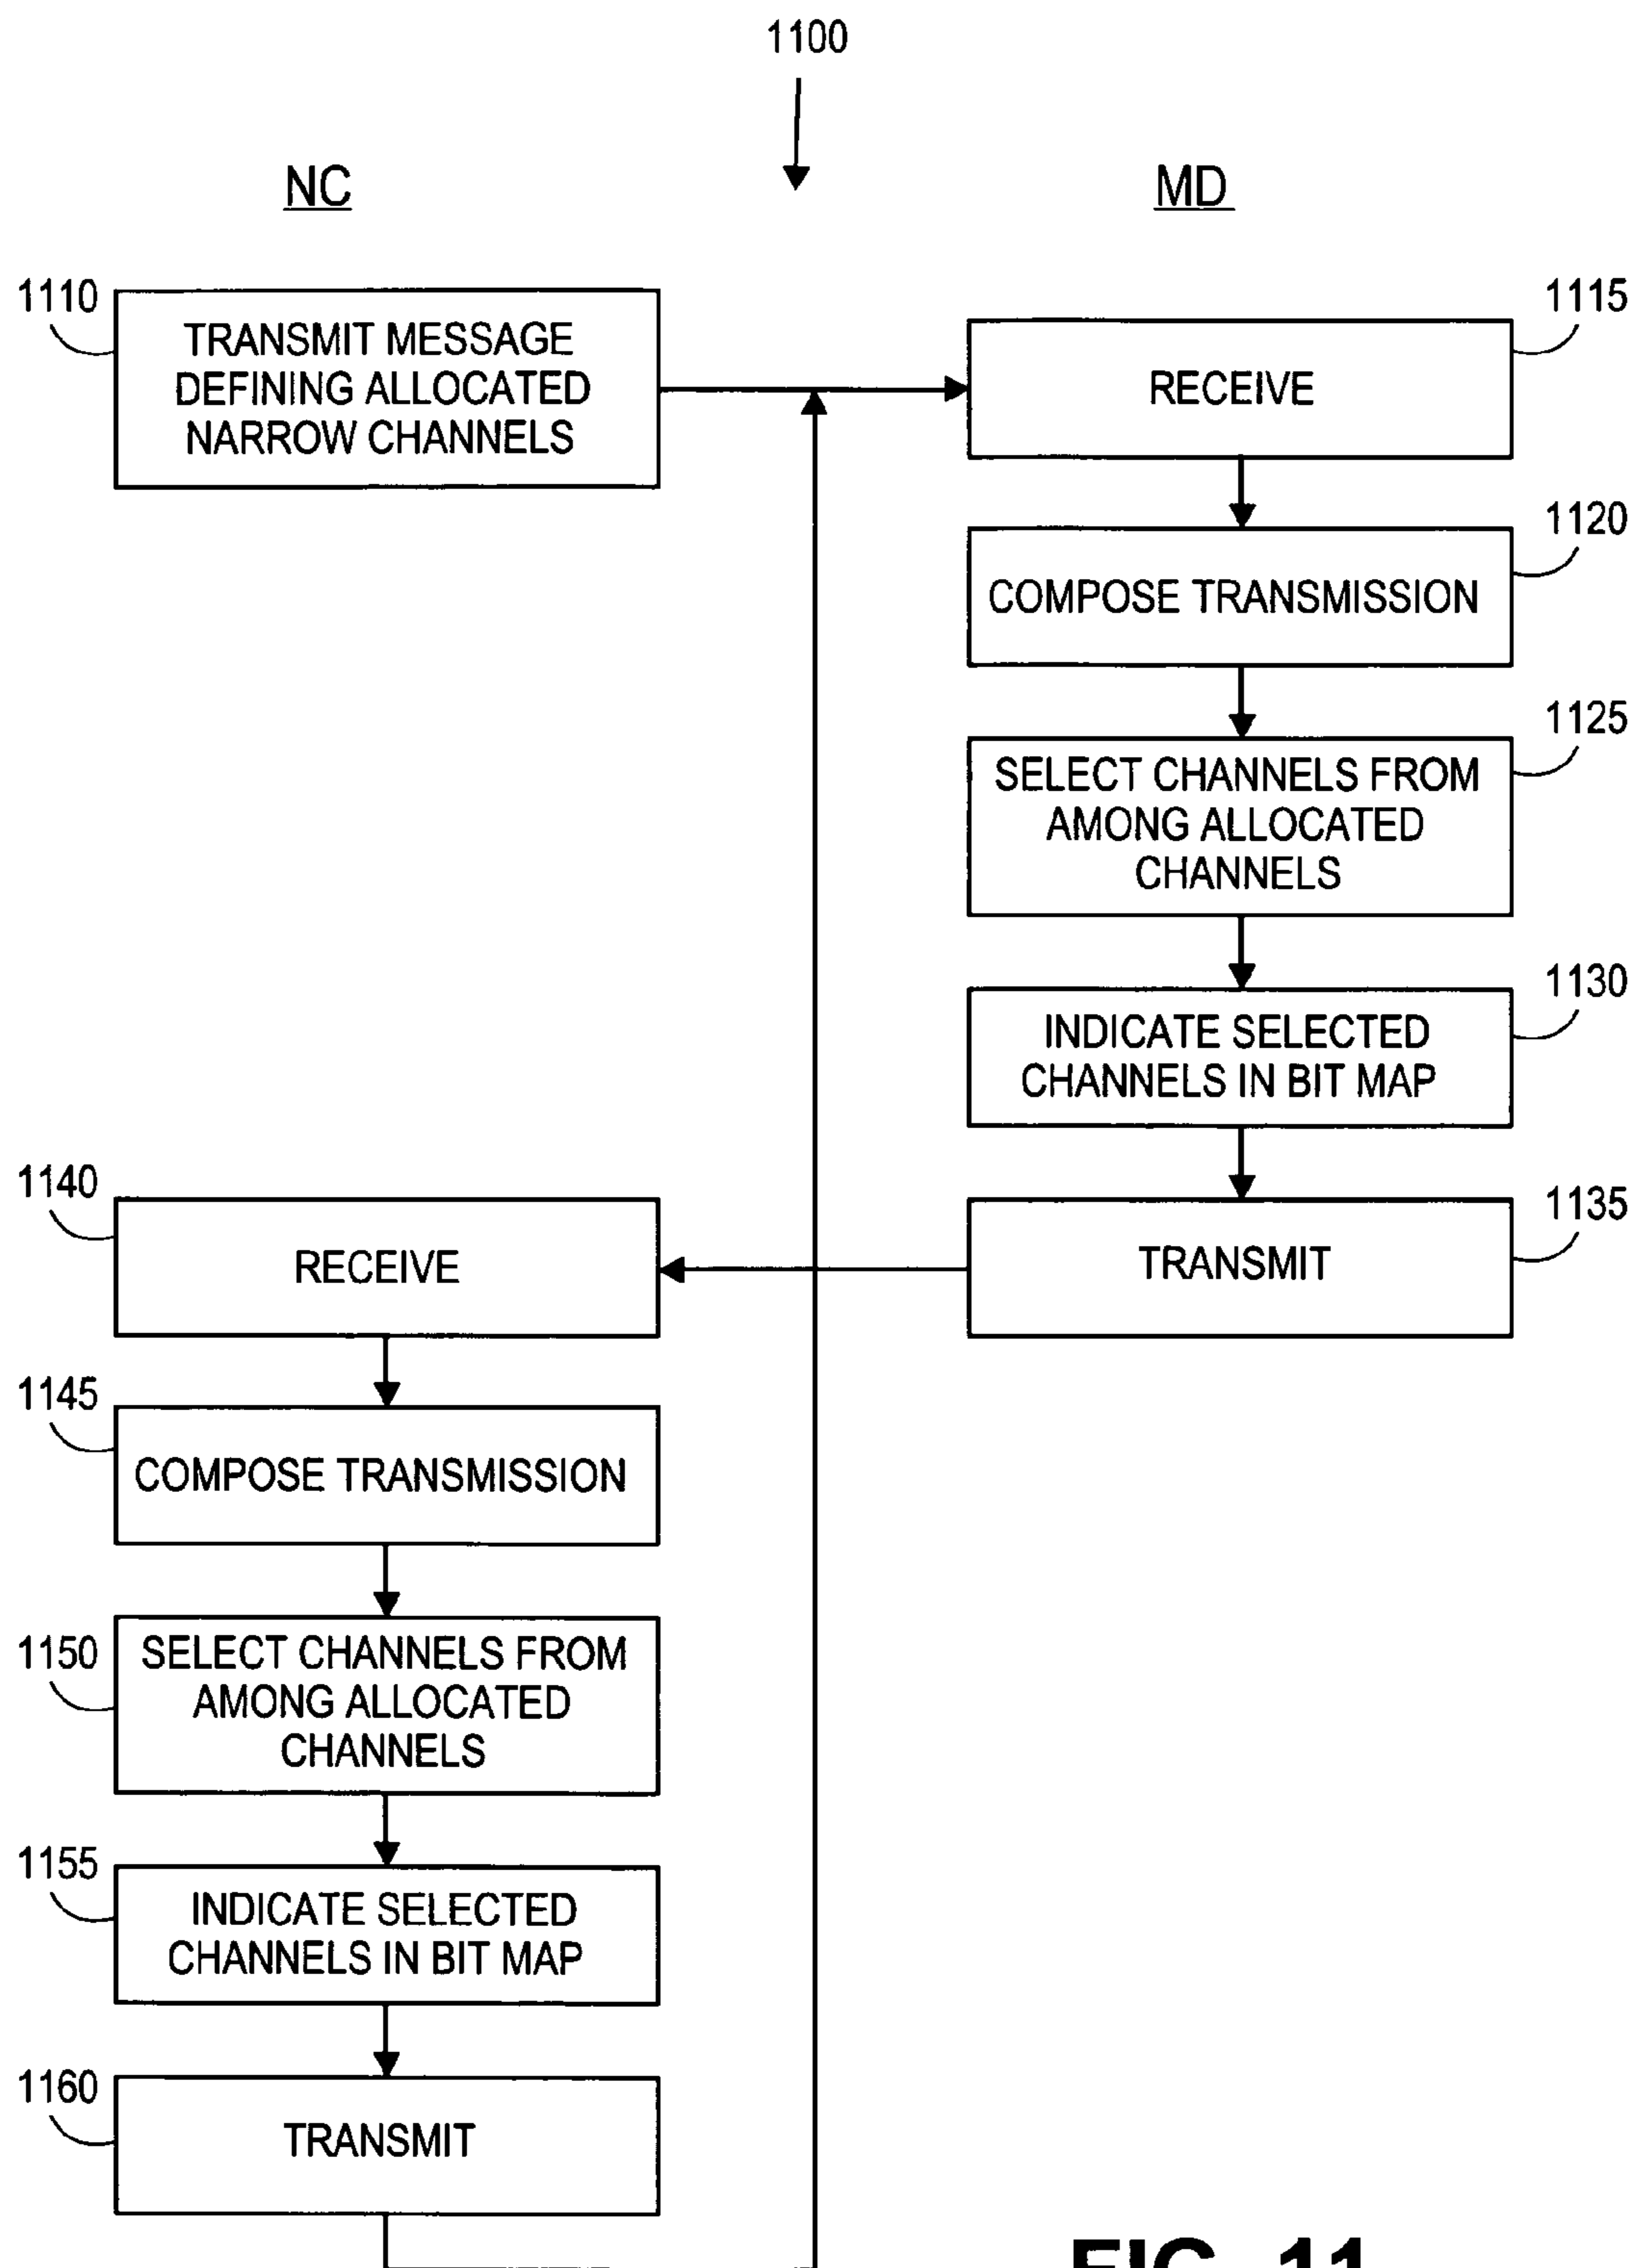 1100
NC
MD
1110
TRANSMIT MESSAGE
DEFINING ALLOCATED
NARROW CHANNELS
1115
RECEIVE
1120
COMPOSE TRANSMISSION
1125
SELECT CHANNELS FROM
AMONG ALLOCATED
CHANNELS
1130
INDICATE SELECTED
CHANNELS IN BIT MAP
1135
TRANSMIT
1140
RECEIVE
1145
COMPOSE TRANSMISSION
1150
SELECT CHANNELS FROM
AMONG ALLOCATED
CHANNELS
1155
INDICATE SELECTED
CHANNELS IN BIT MAP
1160
TRANSMIT
FIG. 11